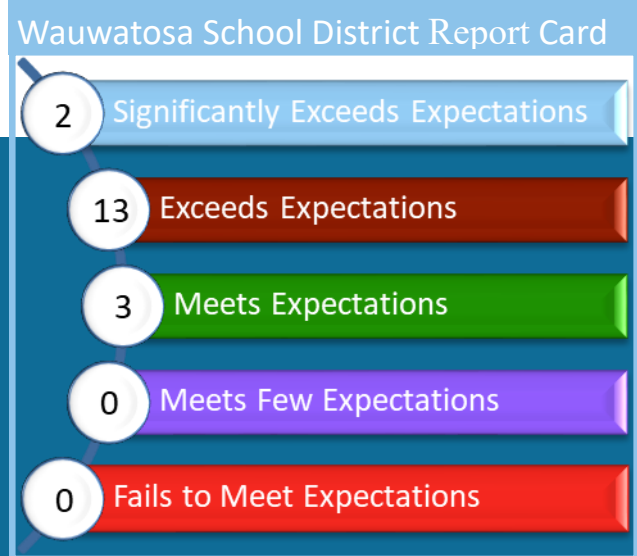 Wauwatosa School District Report Card
2 Significantly Exceeds Expectations
13 Exceeds Expectations
3 Meets Expectations
0 Meets Few Expectations
0 Fails to Meet Expectations